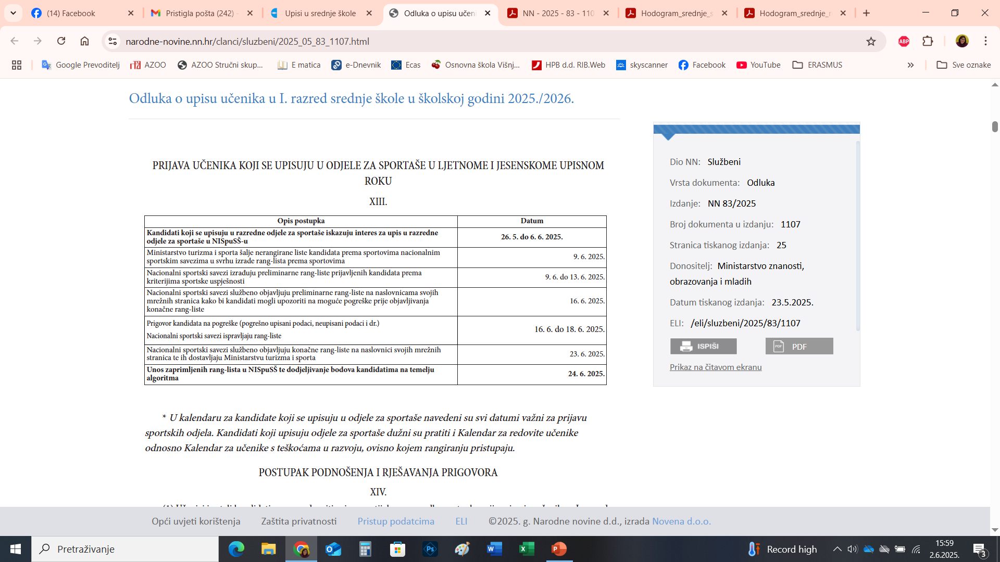 (14) Facebook
Pristigla pošta (242) -
Upisi u srednje škole
Odluka o upisu učeni
NN - 2025 - 83 - 110
Hodogram_srednje_s
Hodogram_srednje_r
narodne-novine.nn.hr/clanci/sluzbeni/2025_05_83_1107.html
ABP
Google Prevoditelj
AZOO
AZOO Stručni skup...
E matica
e-Dnevnik
Ecas
Osnovna škola Višnj...
HPB d.d. RIB.Web
skyscanner
Facebook
YouTube
ERASMUS
Sve oznake
Odluka o upisu učenika u I. razred srednje škole u školskoj godini 2025./2026.
PRIJAVA UČENIKA KOJI SE UPISUJU U ODJELE ZA SPORTAŠE U LJETNOME I JESENSKOME UPISNOM
ROKU
XIII.
Opis postupka
Datum
Kandidati koji se upisuju u razredne odjele za sportaše iskazuju interes za upis u razredne
odjele za sportaše u NISpuSŠ-u
26. 5. do 6. 6. 2025.
Ministarstvo turizma i sporta šalje nerangirane liste kandidata prema sportovima nacionalnim
sportskim savezima u svrhu izrade rang-lista prema sportovima
9. 6. 2025.
Nacionalni sportski savezi izrađuju preliminarne rang-liste prijavljenih kandidata prema
kriterijima sportske uspješnosti
9. 6. do 13. 6. 2025.
Nacionalni sportski savezi službeno objavljuju preliminarne rang-liste na naslovnicama svojih
mrežnih stranica kako bi kandidati mogli upozoriti na moguće pogreške prije objavljivanja
konačne rang-liste
16. 6. 2025.
Prigovor kandidata na pogreške (pogrešno upisani podaci, neupisani podaci i dr.)
Nacionalni sportski savezi ispravljaju rang-liste
16. 6. do 18. 6. 2025.
Nacionalni sportski savezi službeno objavljuju konačne rang-liste na naslovnici svojih mrežnih
stranica te ih dostavljaju Ministarstvu turizma i sporta
23. 6. 2025.
Unos zaprimljenih rang-lista u NISpuSŠ te dodjeljivanje bodova kandidatima na temelju
algoritma
24. 6. 2025.
* U kalendaru za kandidate koji se upisuju u odjele za sportaše navedeni su svi datumi važni za prijavu
sportskih odjela. Kandidati koji upisuju odjele za sportaše dužni su pratiti i Kalendar za redovite učenike
odnosno Kalendar za učenike s teškoćama u razvoju, ovisno kojem rangiranju pristupaju.
POSTUPAK PODNOŠENJA I RJEŠAVANJA PRIGOVORA
XIV.
Dio NN: Službeni
Vrsta dokumenta: Odluka
Izdanje: NN 83/2025
Broj dokumenta u izdanju: 1107
Stranica tiskanog izdanja: 25
Donositelj: Ministarstvo znanosti,
obrazovanja i mladih
Datum tiskanog izdanja: 23.5.2025.
ELI: /eli/sluzbeni/2025/83/1107
ISPIŠI
PDF PDF
Prikaz na čitavom ekranu
Opći uvjeti korištenja
Zaštita privatnosti
Pristup podatcima
ELI
©2025. g. Narodne novine d.d., izrada Novena d.o.o.
Pretraživanje
Record high
15:59
2.6.2025.
3